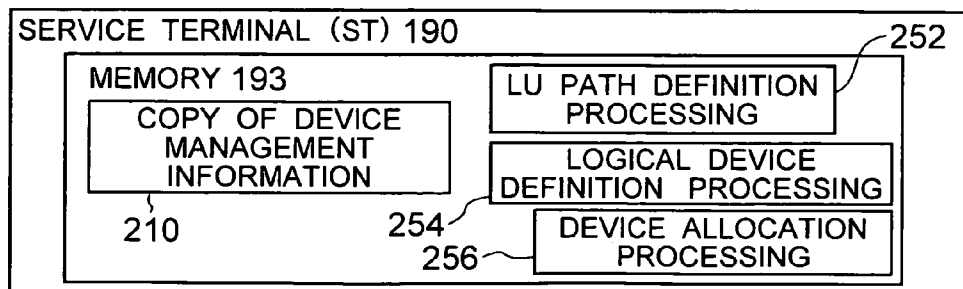 SERVICE TERMINAL (ST) 190
252
MEMORY 193
LU PATH DEFINITION
PROCESSING
COPY OF DEVICE
MANAGEMENT
INFORMATION
LOGICAL DEVICE
DEFINITION PROCESSING
210
254
DEVICE ALLOCATION
PROCESSING
256